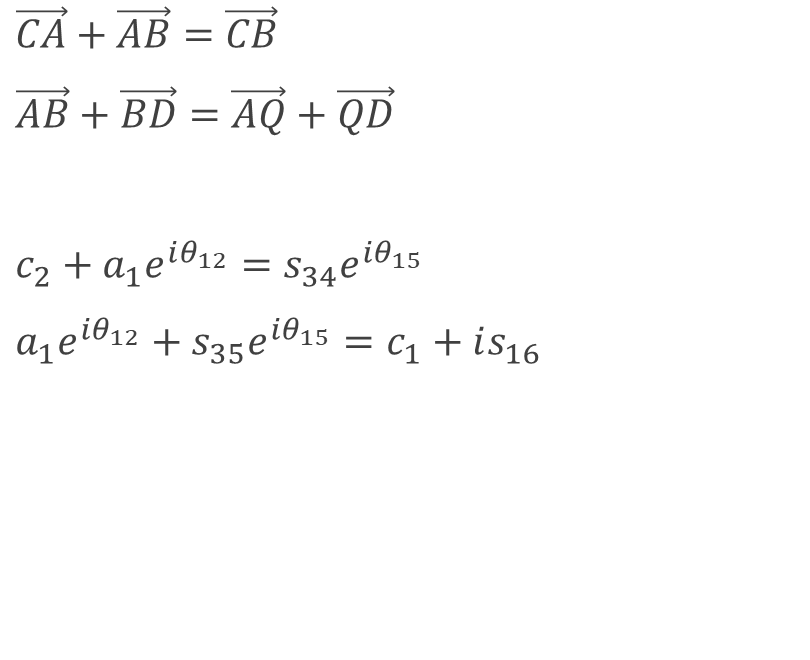 $\overrightarrow{CA} + \overrightarrow{AB} = \overrightarrow{CB}$
$\overrightarrow{AB} + \overrightarrow{BD} = \overrightarrow{AQ} + \overrightarrow{QD}$
$c_2 + a_1 e^{i\theta_{12}} = s_{34} e^{i\theta_{15}}$
$a_1 e^{i\theta_{12}} + s_{35} e^{i\theta_{15}} = c_1 + i s_{16}$